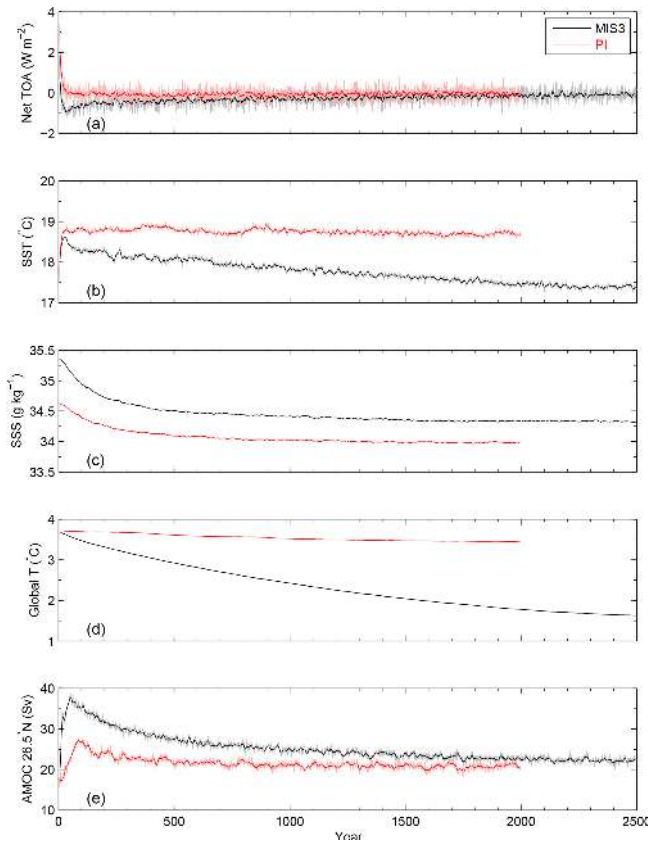 4
2
0
−2
Net TOA (W m⁻²)
MIS3
PI
(a)
20
19
18
17
SST (°C)
(b)
35.5
35
34.5
34
33.5
SSS (g kg⁻¹)
(c)
4
3
2
1
Global T (°C)
(d)
40
30
20
10
AMOC 26.5°N (Sv)
(e)
0 500 1000 1500 2000 2500
Year